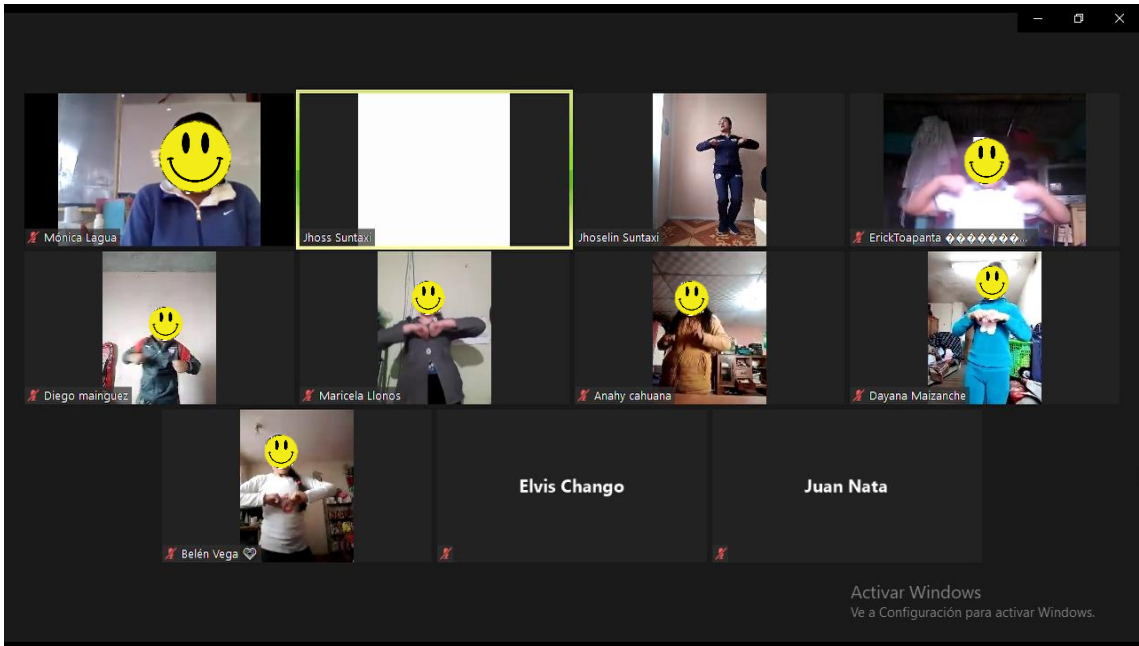 Mónica Lagua
Jhoss Suntaxi
Jhoselin Suntaxi
ErickToapanta �������...
Diego mainguez
Maricela Llonos
Anahy cahuana
Dayana Maizanche
Belén Vega
Elvis Chango
Juan Nata
Activar Windows
Ve a Configuración para activar Windows.